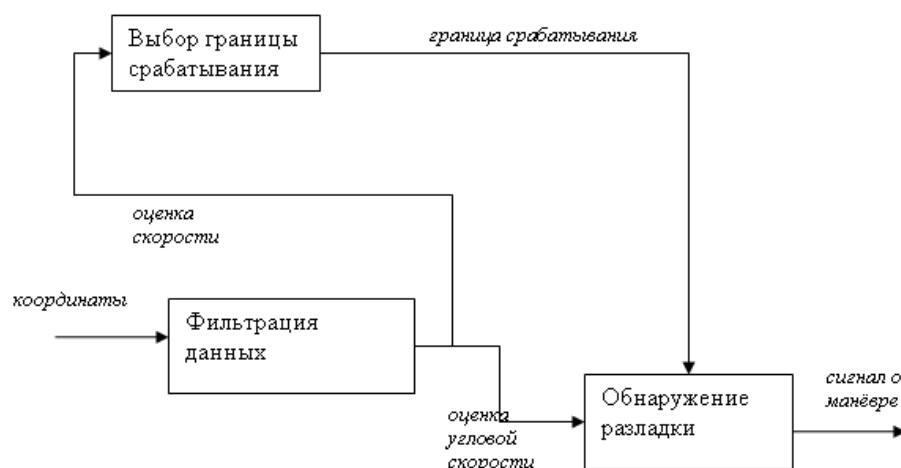 Выбор границы
срабатывания
граница срабатывания
оценка
скорости
координаты
Фильтрация
данных
оценка
угловой
скорости
Обнаружение
разладки
сигнал о
манёвре